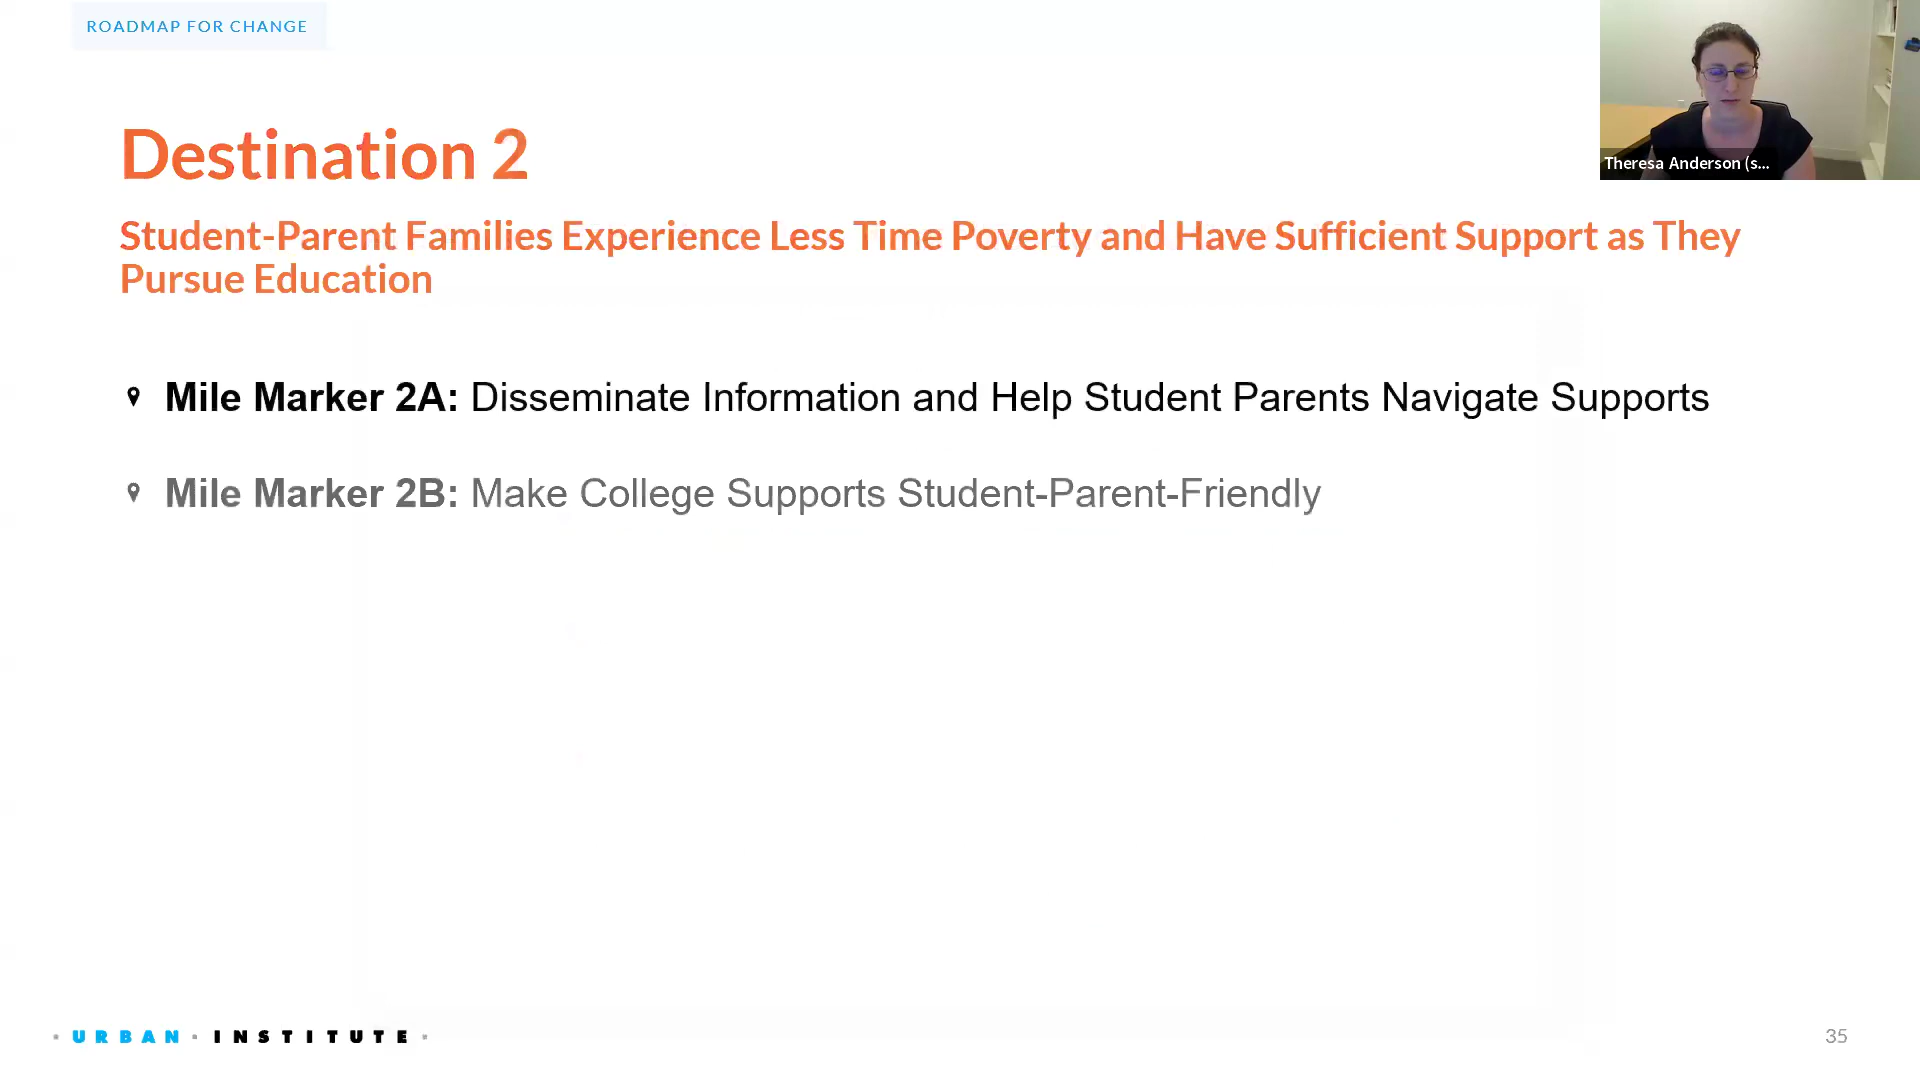 ROADMAP FOR CHANGE
Theresa Anderson (s...
Destination 2
Student-Parent Families Experience Less Time Poverty and Have Sufficient Support as They
Pursue Education
Mile Marker 2A: Disseminate Information and Help Student Parents Navigate Supports
Mile Marker 2B: Make College Supports Student-Parent-Friendly
· URBAN · INSTITUTE ·
35